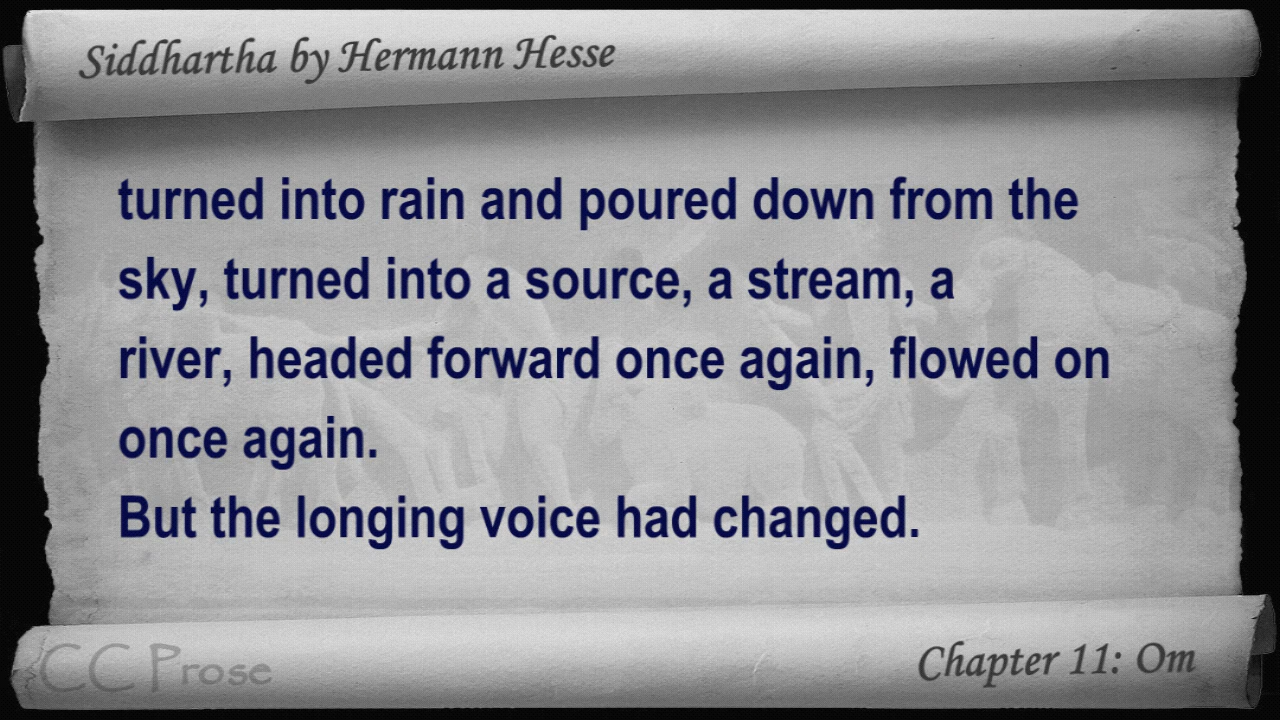 Siddhartha by Hermann Hesse
turned into rain and poured down from the
sky, turned into a source, a stream, a
river, headed forward once again, flowed on
once again.
But the longing voice had changed.
CC Prose
Chapter 11: Om